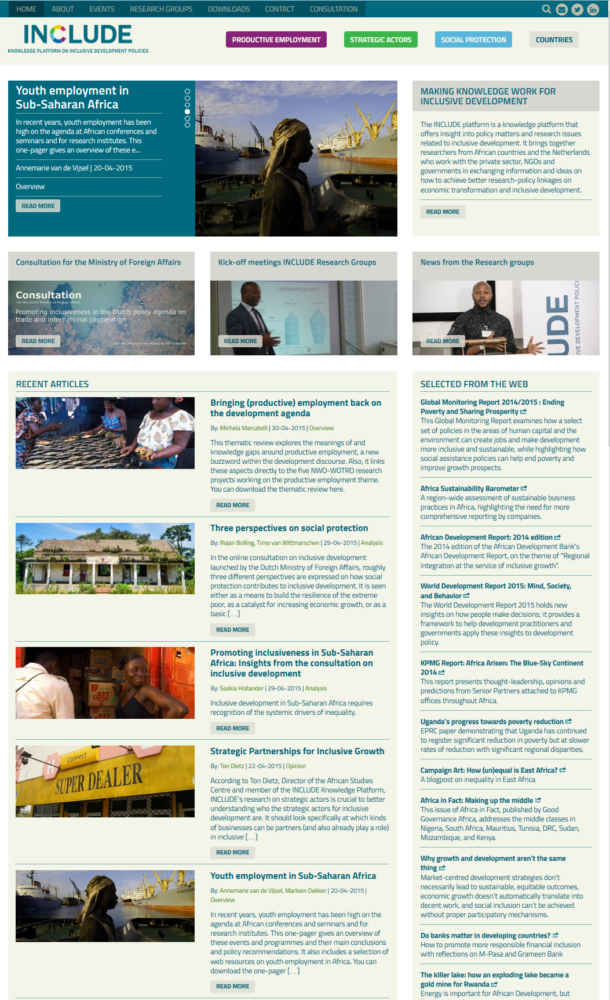 HOME ABOUT EVENTS RESEARCH GROUPS DOWNLOADS CONTACT CONSULTATION
INCLUDE
KNOWLEDGE PLATFORM ON INCLUSIVE DEVELOPMENT POLICIES
PRODUCTIVE EMPLOYMENT STRATEGIC ACTORS SOCIAL PROTECTION COUNTRIES
Youth employment in
Sub-Saharan Africa
In recent years, youth employment has been
high on the agenda at African conferences and
seminars and for research institutes. This
one-pager gives an overview of these e...
Annemarie van de Vijsel | 20-04-2015
Overview
READ MORE
MAKING KNOWLEDGE WORK FOR
INCLUSIVE DEVELOPMENT
The INCLUDE platform is a knowledge platform that
offers insight into policy matters and research issues
related to inclusive development. It brings together
researchers from African countries and the Netherlands
who work with the private sector, NGOs and
governments in exchanging information and ideas on
how to achieve better research-policy linkages on
economic transformation and inclusive development.
READ MORE
Consultation for the Ministry of Foreign Affairs
Consultation
For the Dutch Ministry of Foreign Affairs
Promoting inclusiveness in the Dutch policy agenda on
trade and international cooperation
READ MORE
Kick-off meetings INCLUDE Research Groups
...sustainable growth?
READ MORE
News from the Research groups
UDE
IVE DEVELOPMENT POLICI
READ MORE
RECENT ARTICLES
Bringing (productive) employment back on
the development agenda
By: Michela Marcatelli | 30-04-2015 | Overview
This thematic review explores the meanings of and
knowledge gaps around productive employment, a new
buzzword within the development discourse. Also, it links
these aspects directly to the five NWO-WOTRO research
projects working on the productive employment theme.
You can download the thematic review here.
READ MORE
Three perspectives on social protection
By: Rojan Bolling, Timo van Wittmarschen | 29-04-2015 | Analysis
In the online consultation on inclusive development
launched by the Dutch Ministry of Foreign Affairs, roughly
three different perspectives are expressed on how social
protection contributes to inclusive development. It is seen
either as a means to build the resilience of the extreme
poor, as a catalyst for increasing economic growth, or as a
basic […]
READ MORE
LUX
KEY
Promoting inclusiveness in Sub-Saharan
Africa: Insights from the consultation on
inclusive development
By: Saskia Hollander | 29-04-2015 | Analysis
Inclusive development in Sub-Saharan Africa requires
recognition of the systemic drivers of inequality.
READ MORE
H
Connect
SUPER DEALER
Strategic Partnerships for Inclusive Growth
By: Ton Dietz | 22-04-2015 | Opinion
According to Ton Dietz, Director of the African Studies
Centre and member of the INCLUDE Knowledge Platform,
INCLUDE's research on strategic actors is crucial to better
understanding who the strategic actors for inclusive
development are. It should look specifically at which kinds
of businesses can be partners (and also already play a role)
in inclusive […]
READ MORE
Youth employment in Sub-Saharan Africa
By: Annemarie van de Vijsel, Marleen Dekker | 20-04-2015 |
Overview
In recent years, youth employment has been high on the
agenda at African conferences and seminars and for
research institutes. This one-pager gives an overview of
these events and programmes and their main conclusions
and policy recommendations. It also includes a selection of
web resources on youth employment in Africa. You can
download the one-pager […]
READ MORE
SELECTED FROM THE WEB
Global Monitoring Report 2014/2015 : Ending
Poverty and Sharing Prosperity
This Global Monitoring Report examines how a select
set of policies in the areas of human capital and the
environment can create jobs and make development
more inclusive and sustainable, while highlighting how
social assistance policies can help end poverty and
improve growth prospects.
Africa Sustainability Barometer
A region-wide assessment of sustainable business
practices in Africa, highlighting the need for more
comprehensive reporting by companies.
African Development Report: 2014 edition
The 2014 edition of the African Development Bank's
African Development Report, on the theme of "Regional
integration at the service of inclusive growth".
World Development Report 2015: Mind, Society,
and Behavior
The World Development Report 2015 holds new
insights on how people make decisions; it provides a
framework to help development practitioners and
governments apply these insights to development
policy.
KPMG Report: Africa Arisen: The Blue-Sky Continent
2014
This report presents thought-leadership, opinions and
predictions from Senior Partners attached to KPMG
offices throughout Africa.
Uganda's progress towards poverty reduction
EPRC paper demonstrating that Uganda has continued
to register significant reduction in poverty but at slower
rates of reduction with significant regional disparities.
Campaign Art: How (un)equal is East Africa?
A blogpost on inequality in East Africa
Africa in Fact: Making up the middle
This issue of Africa in Fact, published by Good
Governance Africa, addresses the middle classes in
Nigeria, South Africa, Mauritius, Tunisia, DRC, Sudan,
Mozambique, and Kenya.
Why growth and development aren't the same
thing
Market-centred development strategies don't
necessarily lead to sustainable, equitable outcomes,
economic growth doesn't automatically translate into
decent work, and social inclusion can't be achieved
without proper participatory mechanisms.
Do banks matter in developing countries?
How to promote more responsible financial inclusion
with reflections on M-Pasa and Grameen Bank
The killer lake: how an exploding lake became a
gold mine for Rwanda
Energy is important for African Development, but